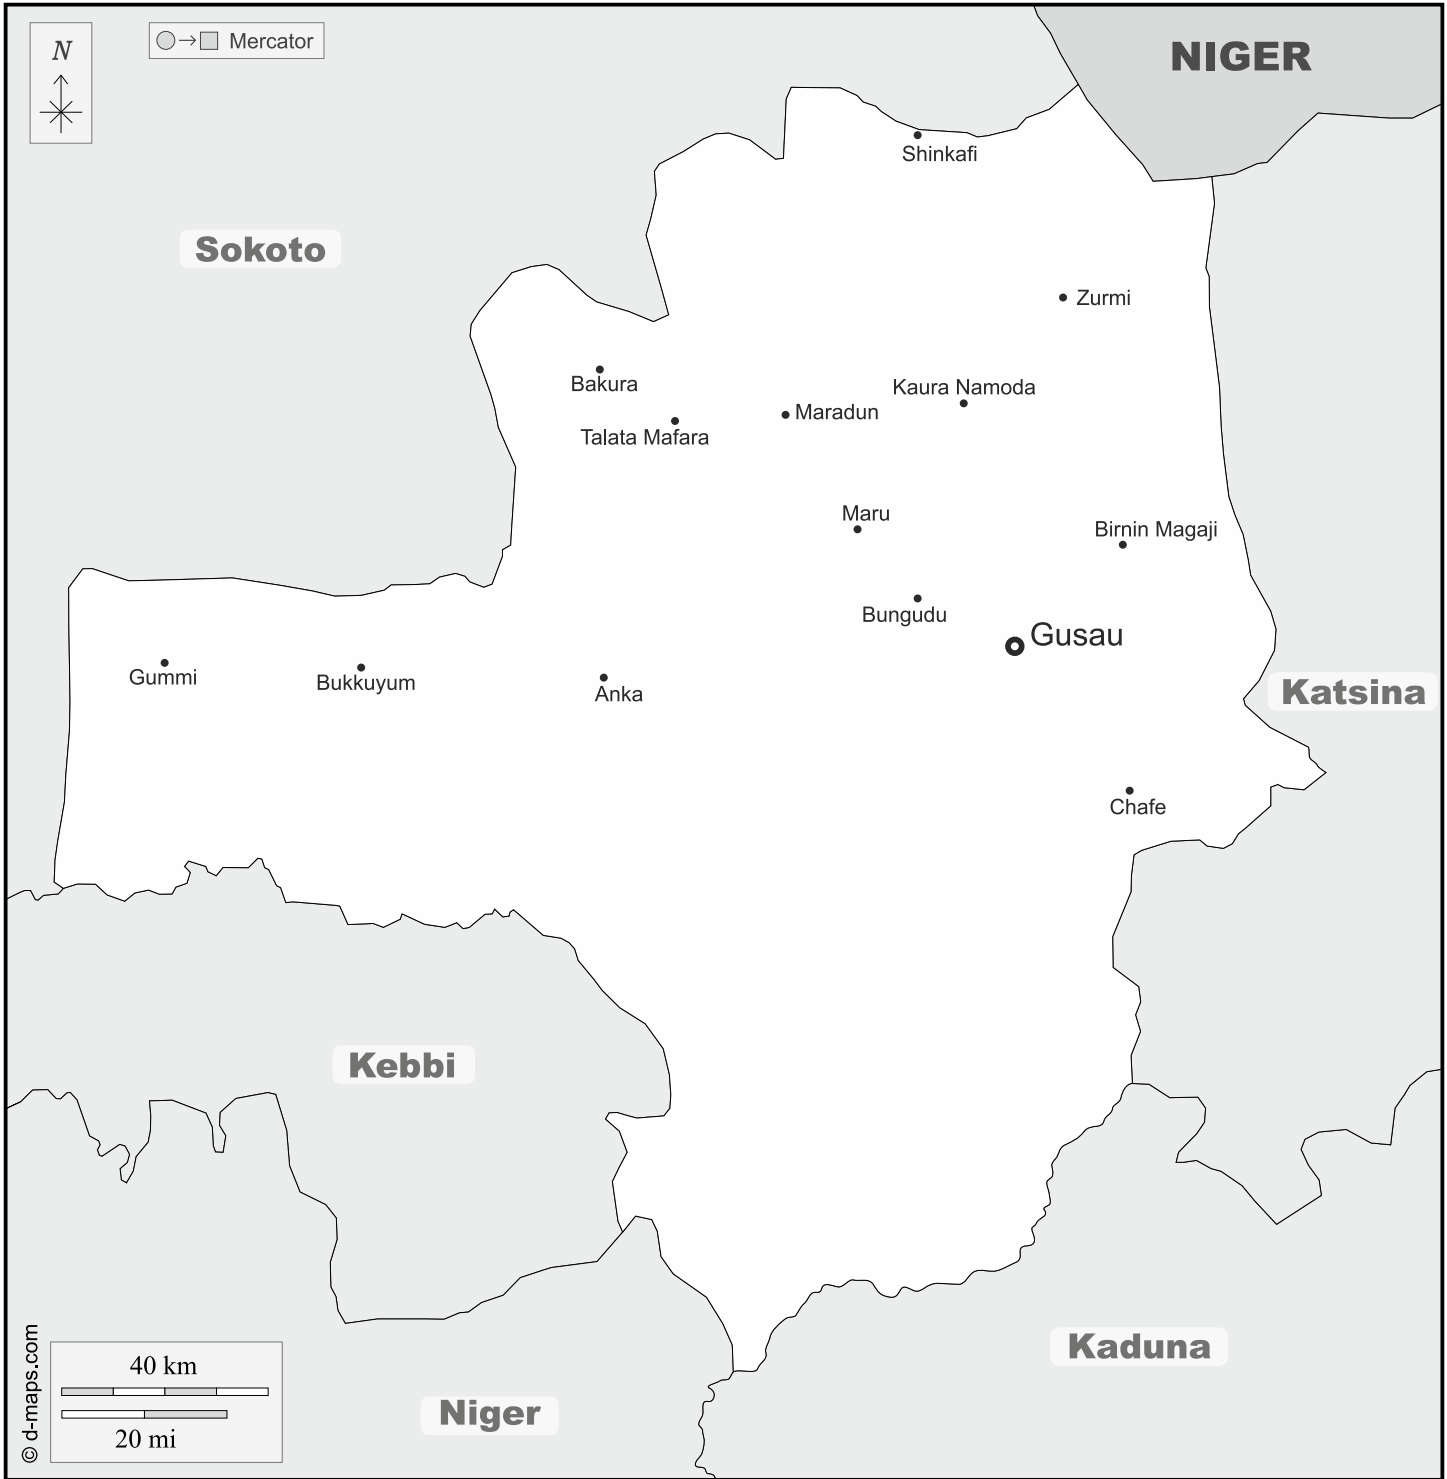 N
Mercator
NIGER
Shinkafi
Sokoto
Zurmi
Bakura
Kaura Namoda
Maradun
Talata Mafara
Maru
Birnin Magaji
Bungudu
Gusau
Gummi
Bukkuyum
Anka
Katsina
Chafe
Kebbi
Kaduna
Niger
40 km
20 mi
© d-maps.com